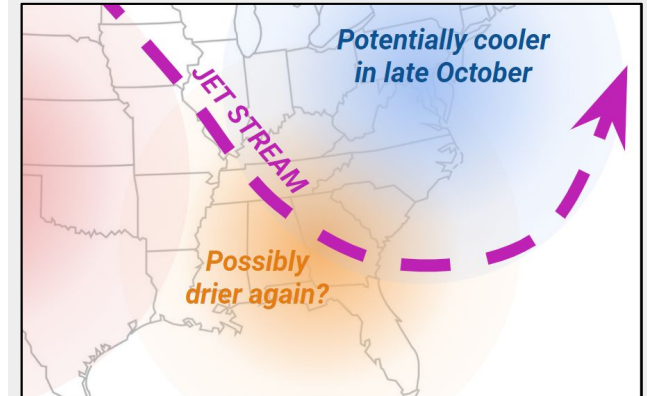 Potentially cooler
in late October
JET STREAM
Possibly
drier again?